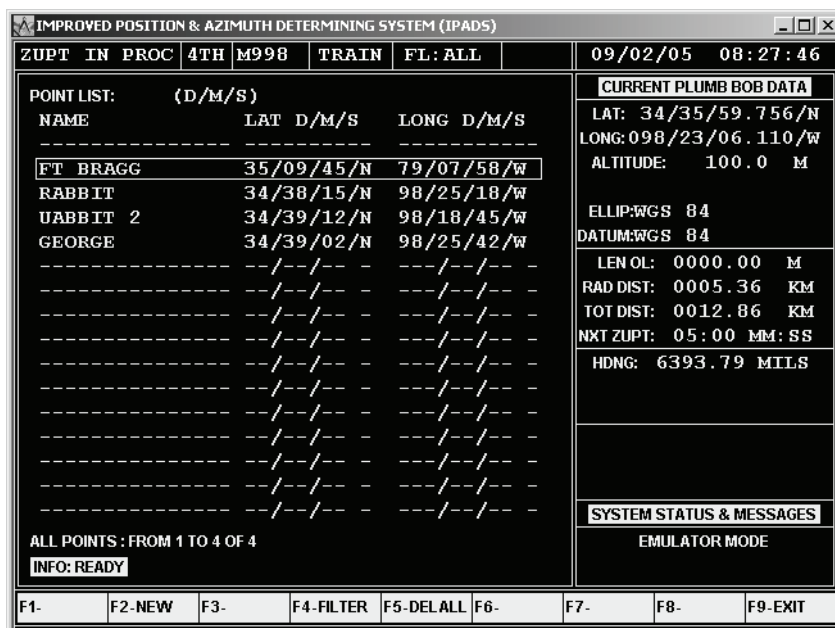 IMPROVED POSITION & AZIMUTH DETERMINING SYSTEM (IPADS)
ZUPT IN PROC 4TH M998 TRAIN FL:ALL 09/02/05 08:27:46
POINT LIST: (D/M/S)
NAME LAT D/M/S LONG D/M/S
---------------- ----------- -----------
FT BRAGG 35/09/45/N 79/07/58/W
RABBIT 34/38/15/N 98/25/18/W
UABBIT 2 34/39/12/N 98/18/45/W
GEORGE 34/39/02/N 98/25/42/W
---------------- --/--/-- - ---/--/-- -
---------------- --/--/-- - ---/--/-- -
---------------- --/--/-- - ---/--/-- -
---------------- --/--/-- - ---/--/-- -
---------------- --/--/-- - ---/--/-- -
---------------- --/--/-- - ---/--/-- -
---------------- --/--/-- - ---/--/-- -
---------------- --/--/-- - ---/--/-- -
---------------- --/--/-- - ---/--/-- -
---------------- --/--/-- - ---/--/-- -
---------------- --/--/-- - ---/--/-- -
ALL POINTS : FROM 1 TO 4 OF 4
INFO: READY
CURRENT PLUMB BOB DATA
LAT: 34/35/59.756/N
LONG:098/23/06.110/W
ALTITUDE: 100.0 M
ELLIP:WGS 84
DATUM:WGS 84
LEN OL: 0000.00 M
RAD DIST: 0005.36 KM
TOT DIST: 0012.86 KM
NXT ZUPT: 05:00 MM:SS
HDNG: 6393.79 MILS
SYSTEM STATUS & MESSAGES
EMULATOR MODE
F1- F2-NEW F3- F4-FILTER F5-DELALL F6- F7- F8- F9-EXIT